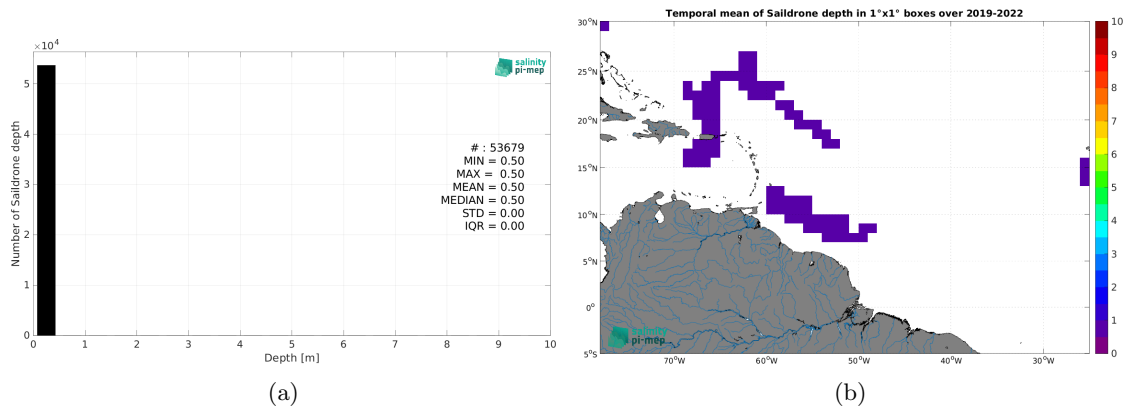 ×10⁴
5
4
3
2
1
0
Number of Saildrone depth
salinity
pi-mep
# : 53679
MIN = 0.50
MAX = 0.50
MEAN = 0.50
MEDIAN = 0.50
STD = 0.00
IQR = 0.00
0 1 2 3 4 5 6 7 8 9 10
Depth [m]
(a)
Temporal mean of Saildrone depth in 1°x1° boxes over 2019-2022
30°N
25°N
20°N
15°N
10°N
5°N
0°
5°S
salinity
pi-mep
70°W 60°W 50°W 40°W 30°W
10
9
8
7
6
5
4
3
2
1
0
(b)